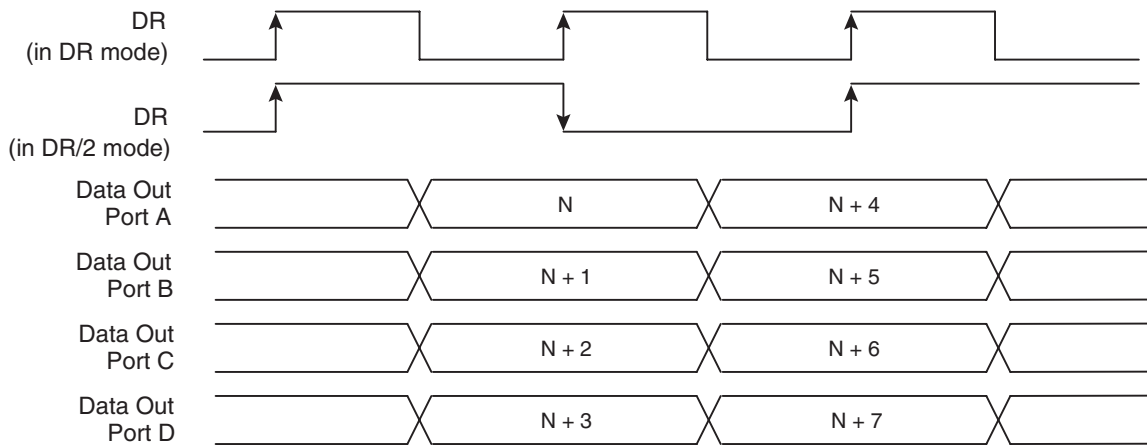 DR
(in DR mode)
DR
(in DR/2 mode)
Data Out
Port A
N
N + 4
Data Out
Port B
N + 1
N + 5
Data Out
Port C
N + 2
N + 6
Data Out
Port D
N + 3
N + 7